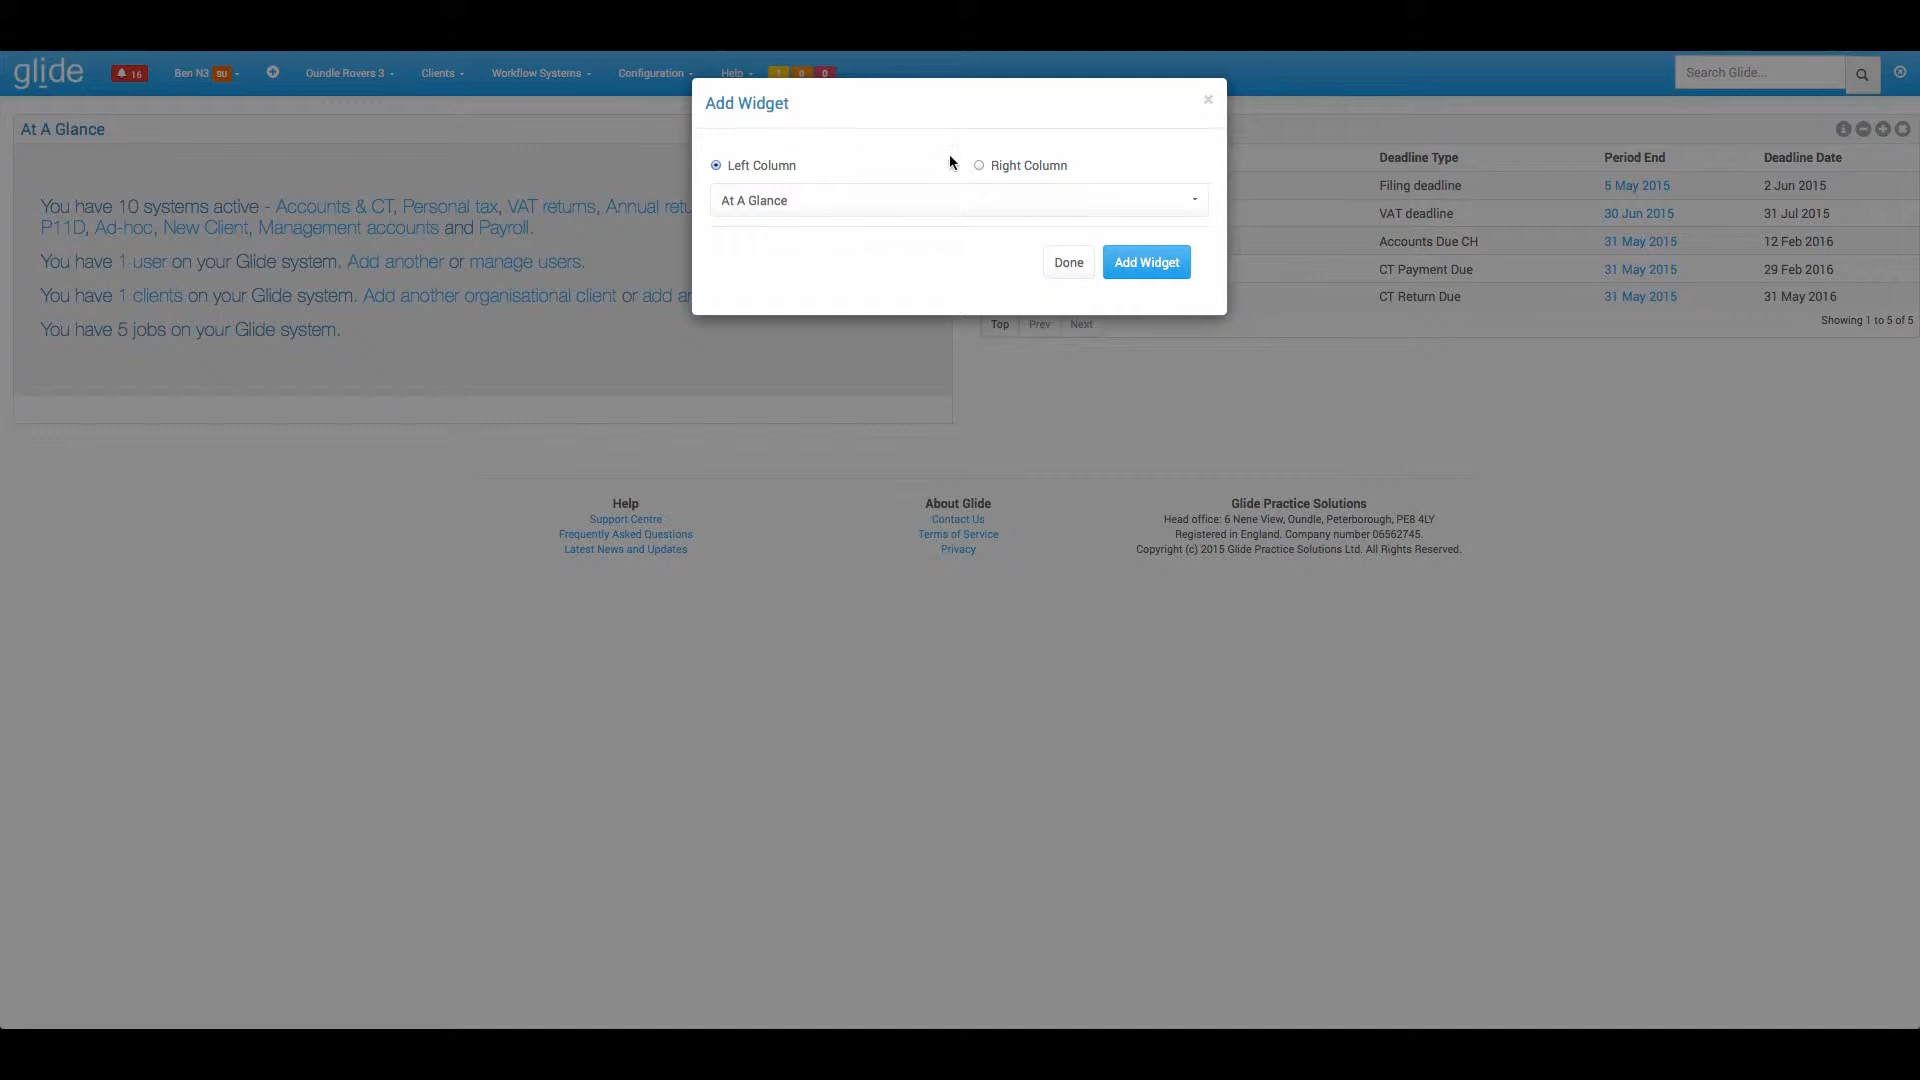 glide
16
Ben N3 SU
Oundle Rovers 3
Clients
Workflow Systems
Configuration
Help
1 0 0
Search Glide...
Add Widget
Left Column
Right Column
At A Glance
Done
Add Widget
At A Glance
You have 10 systems active - Accounts & CT, Personal tax, VAT returns, Annual retu
P11D, Ad-hoc, New Client, Management accounts and Payroll.
You have 1 user on your Glide system. Add another or manage users.
You have 1 clients on your Glide system. Add another organisational client or add an
You have 5 jobs on your Glide system.
Deadline Type Period End Deadline Date
Filing deadline 5 May 2015 2 Jun 2015
VAT deadline 30 Jun 2015 31 Jul 2015
Accounts Due CH 31 May 2015 12 Feb 2016
CT Payment Due 31 May 2015 29 Feb 2016
CT Return Due 31 May 2015 31 May 2016
Top Prev Next
Showing 1 to 5 of 5
Help
Support Centre
Frequently Asked Questions
Latest News and Updates
About Glide
Contact Us
Terms of Service
Privacy
Glide Practice Solutions
Head office: 6 Nene View, Oundle, Peterborough, PE8 4LY
Registered in England. Company number 06562745.
Copyright (c) 2015 Glide Practice Solutions Ltd. All Rights Reserved.